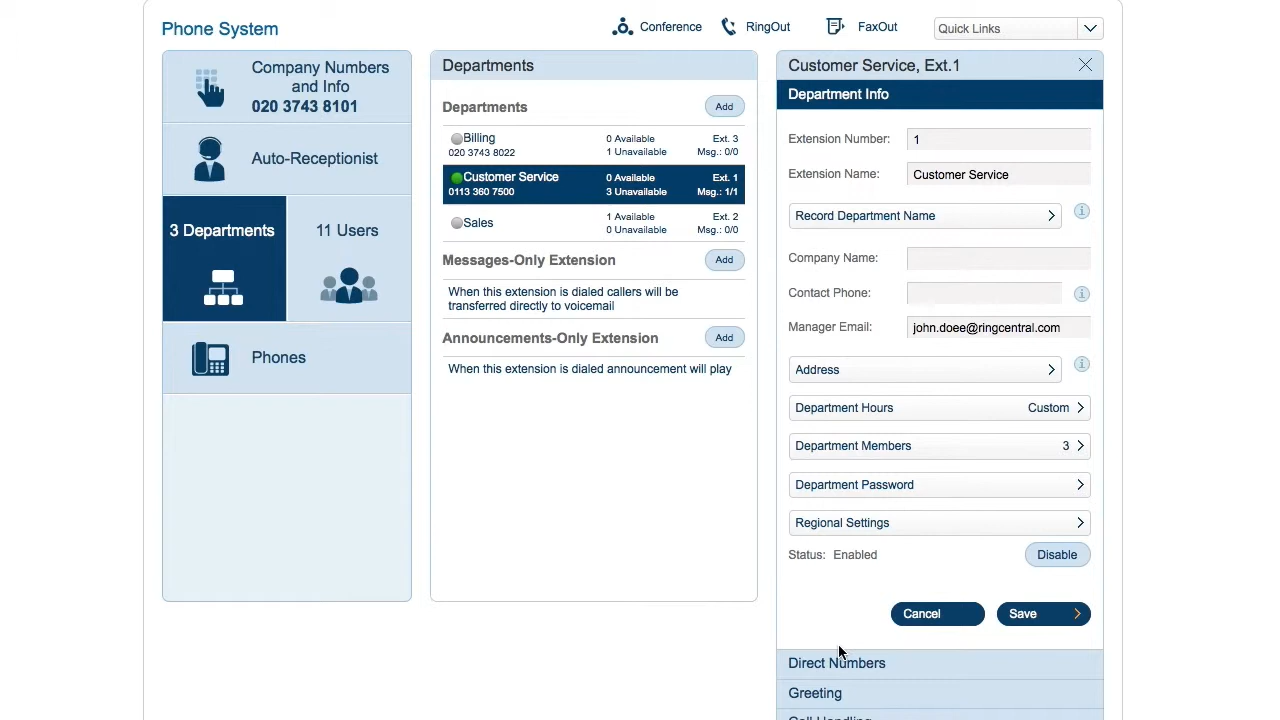 Phone System
Conference
RingOut
FaxOut
Quick Links
Company Numbers
and Info
020 3743 8101
Auto-Receptionist
3 Departments
11 Users
Phones
Departments
Departments
Add
Billing
0 Available
Ext. 3
020 3743 8022
1 Unavailable
Msg.: 0/0
Customer Service
0 Available
Ext. 1
0113 360 7500
3 Unavailable
Msg.: 1/1
Sales
1 Available
Ext. 2
0 Unavailable
Msg.: 0/0
Messages-Only Extension
Add
When this extension is dialed callers will be
transferred directly to voicemail
Announcements-Only Extension
Add
When this extension is dialed announcement will play
Customer Service, Ext.1
Department Info
Extension Number:
1
Extension Name:
Customer Service
Record Department Name
Company Name:
Contact Phone:
Manager Email:
john.doee@ringcentral.com
Address
Department Hours
Custom
Department Members
3
Department Password
Regional Settings
Status: Enabled
Disable
Cancel
Save
Direct Numbers
Greeting
Call Handling